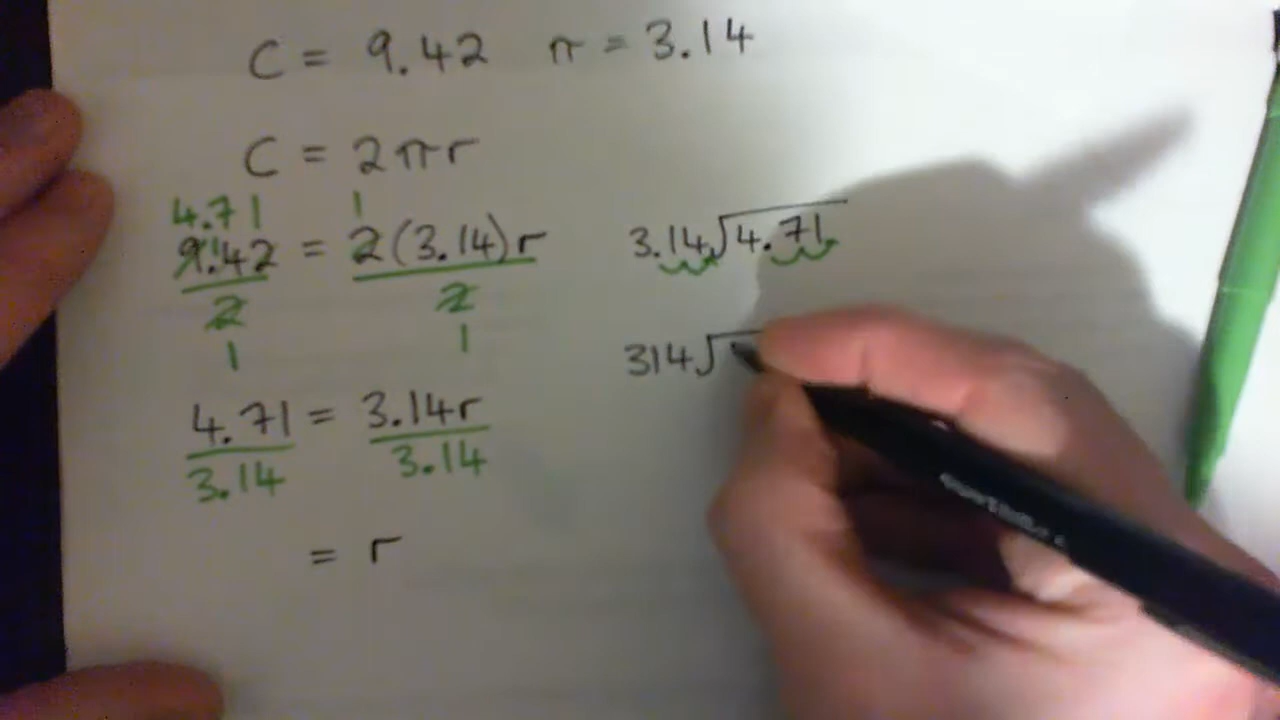 C = 9.42 π = 3.14
C = 2πr
4.71 1
9.42 = 2(3.14)r
2 2
1 1
4.71 = 3.14r
3.14 3.14
= r
3.14√4.71
314√